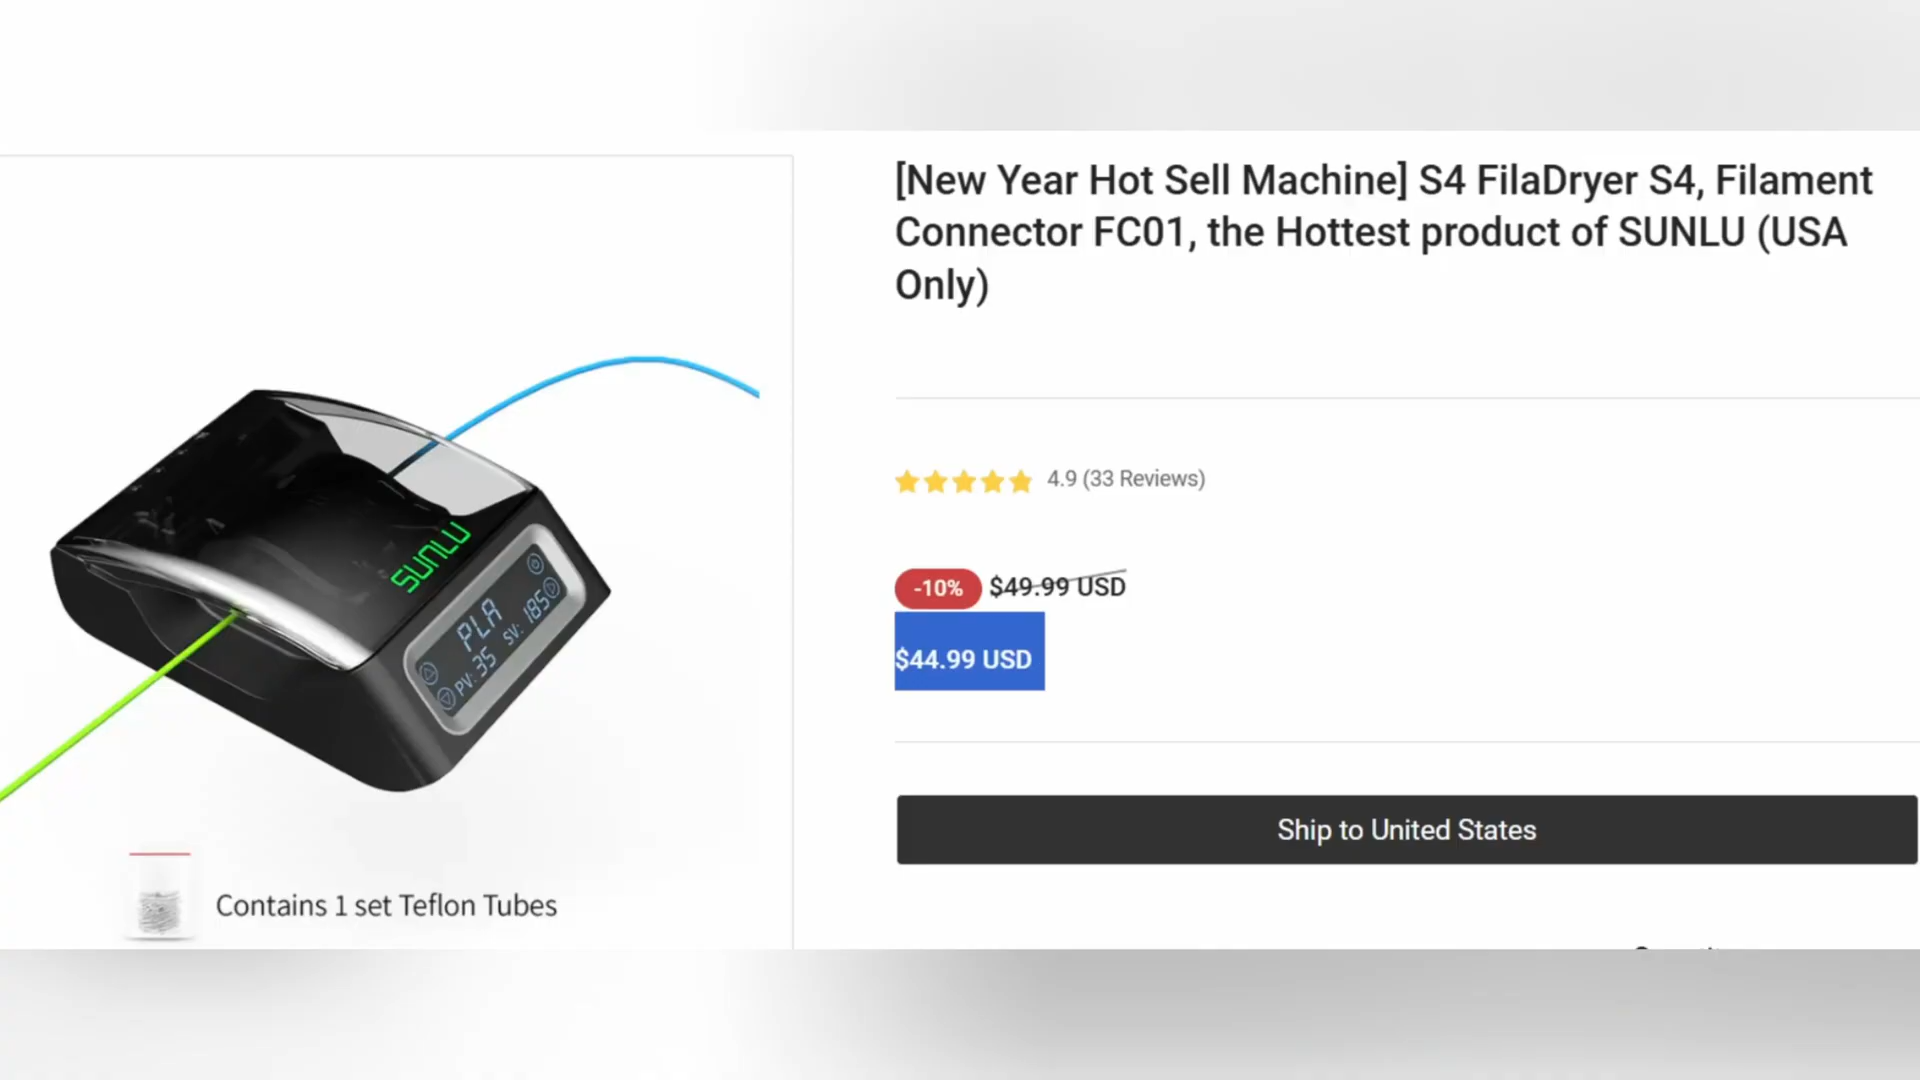 [New Year Hot Sell Machine] S4 FilaDryer S4, Filament
Connector FC01, the Hottest product of SUNLU (USA
Only)
4.9 (33 Reviews)
-10% $49.99 USD
$44.99 USD
Ship to United States
SUNLU
PLA
PV: 35 SV: 185
Contains 1 set Teflon Tubes